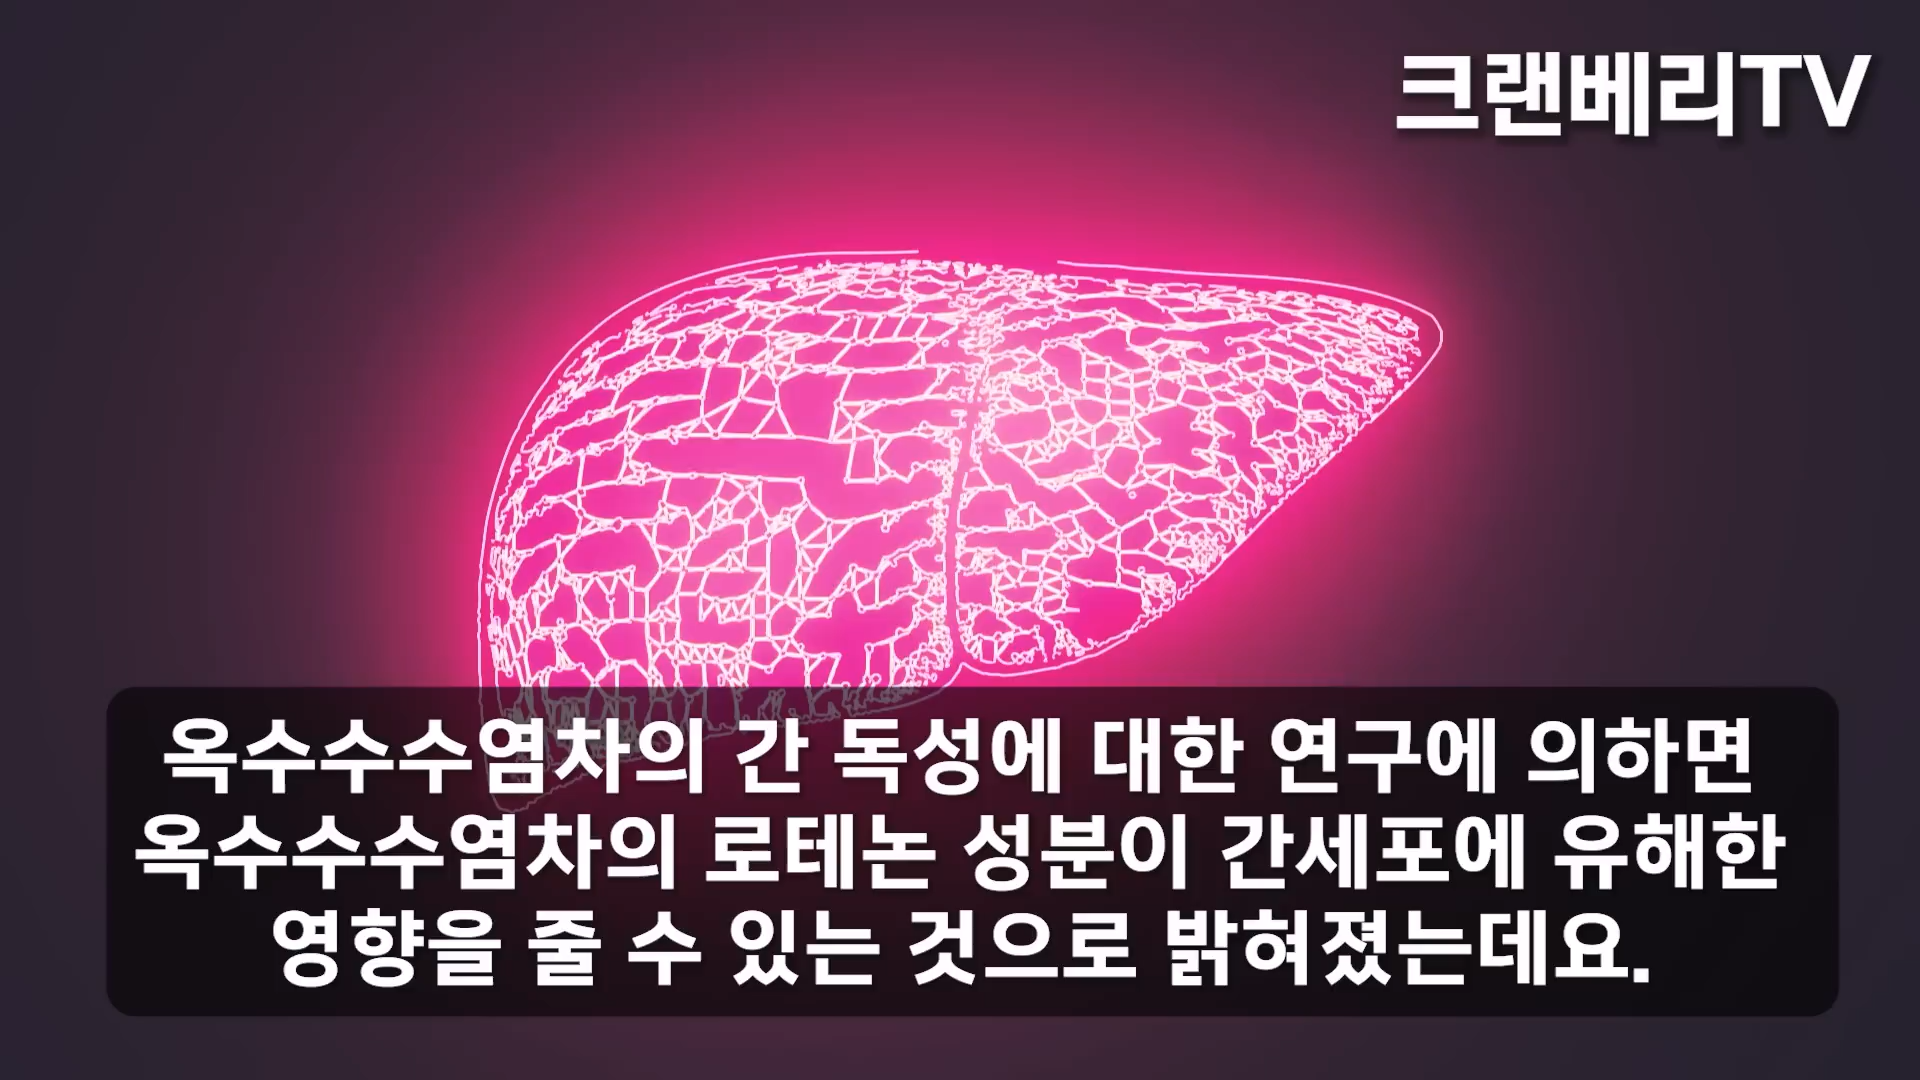 크랜베리TV
옥수수수염차의 간 독성에 대한 연구에 의하면
옥수수수염차의 로테논 성분이 간세포에 유해한
영향을 줄 수 있는 것으로 밝혀졌는데요.